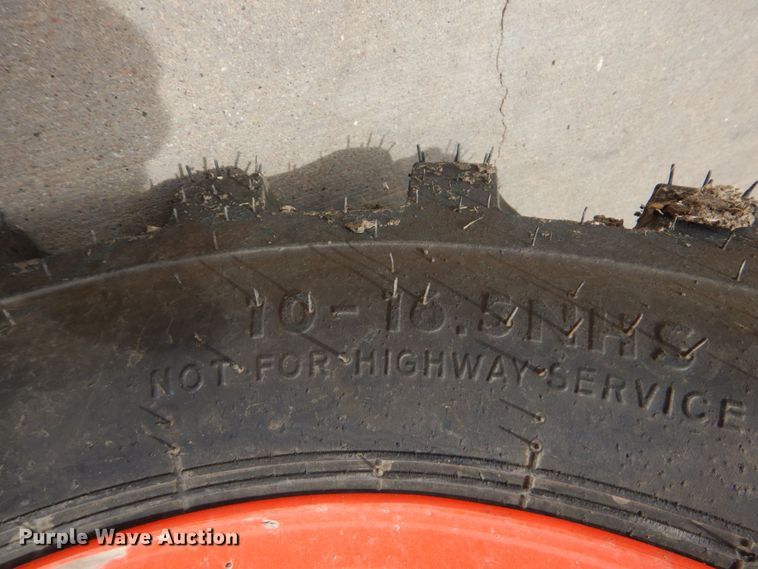 10-16.5NHS
NOT FOR HIGHWAY SERVICE
Purple Wave Auction